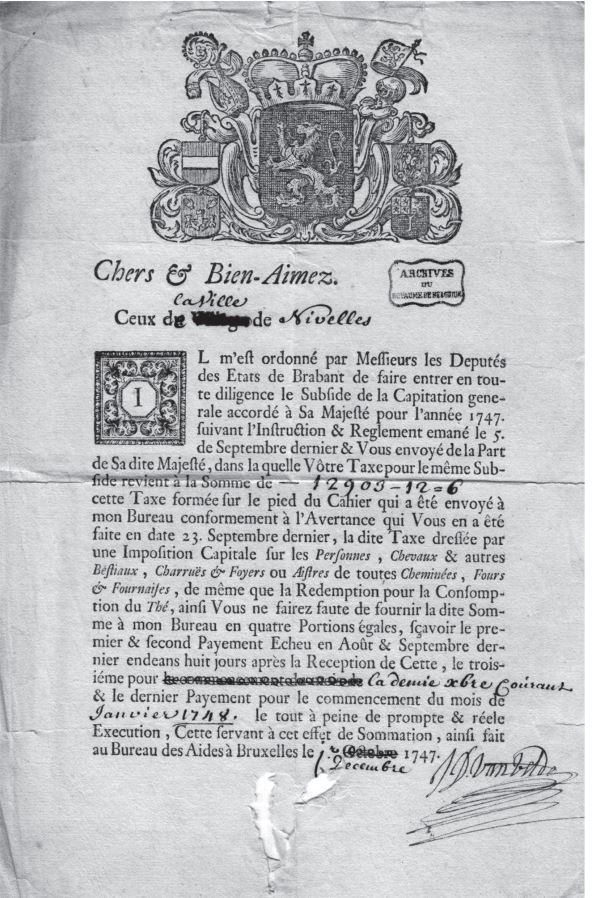 Chers & Bien-Aimez.
ARCHIVES
DU
ROYAUME DE BELGIQUE
la Ville
Ceux de de Nivelles
IL m'est ordonné par Messieurs les Deputés
des Etats de Brabant de faire entrer en tou-
te diligence le Subside de la Capitation gene-
rale accordé à Sa Majesté pour l'année 1747.
suivant l'Instruction & Reglement emané le 5.
de Septembre dernier & Vous envoyé de la Part
de Sa dite Majesté, dans la quelle Vôtre Taxe pour le même Sub-
side revient à la Somme de — 12905-12=6
cette Taxe formée sur le pied du Cahier qui a été envoyé à
mon Bureau conformement à l'Avertance qui Vous en a été
faite en date 23. Septembre dernier, la dite Taxe dressée par
une Imposition Capitale sur les Personnes, Chevaux & autres
Béstiaux, Charruës & Foyers ou Aistres de toutes Cheminées, Fours
& Fournaises, de même que la Redemption pour la Consomp-
tion du Thé, ainsi Vous ne fairez faute de fournir la dite Som-
me à mon Bureau en quatre Portions égales, sçavoir le pre-
mier & second Payement Echeu en Août & Septembre der-
nier endeans huit jours après la Reception de Cette, le trois-
iéme pour la demie xbre Courant
& le dernier Payement pour le commencement du mois de
Janvier 1748. le tout à peine de prompte & réele
Execution, Cette servant à cet effet de Sommation, ainsi fait
au Bureau des Aides à Bruxelles le 1.r Octobre 1747.
Decembre